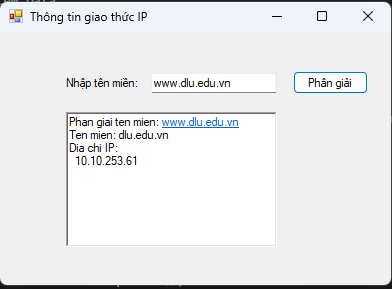 Thông tin giao thức IP
Nhập tên miền: www.dlu.edu.vn Phân giải
Phan giai ten mien: www.dlu.edu.vn
Ten mien: dlu.edu.vn
Dia chi IP:
10.10.253.61